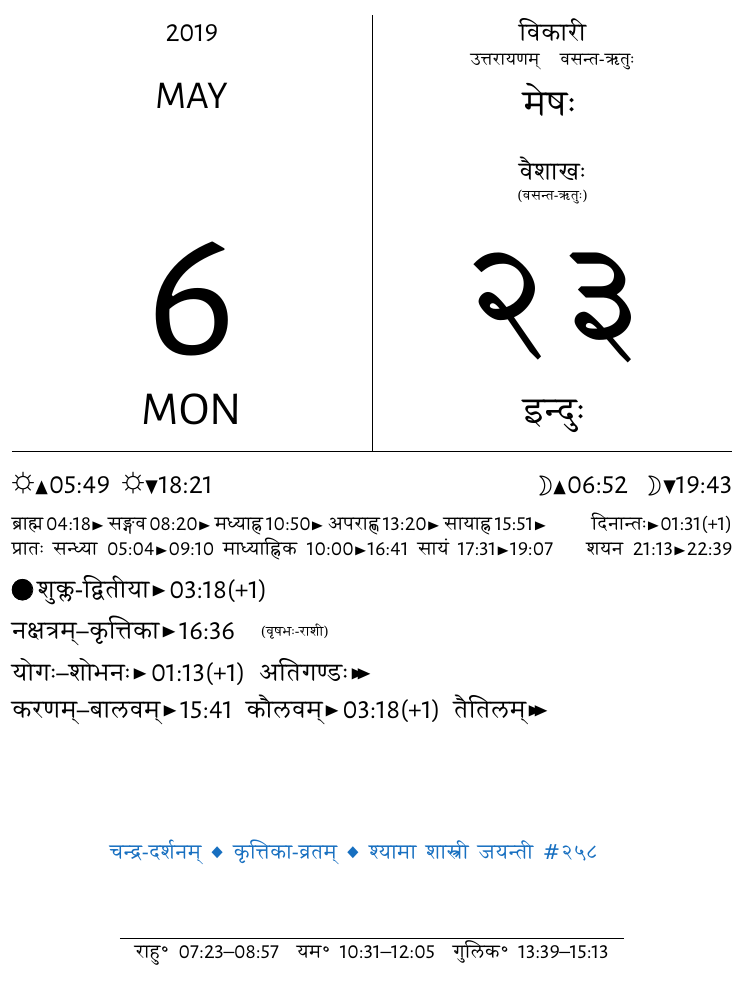 2019
MAY
6
MON
विकारी
उत्तरायणम् वसन्त-ऋतुः
मेषः
वैशाखः
(वसन्त-ऋतुः)
२३
इन्दुः
☼▲05:49 ☼▼18:21 ☽▲06:52 ☽▼19:43
ब्राह्म 04:18► सङ्गव 08:20► मध्याह्न 10:50► अपराह्ण 13:20► सायाह्न 15:51► दिनान्तः►01:31(+1)
प्रातः सन्ध्या 05:04►09:10 माध्याह्निक 10:00►16:41 सायं 17:31►19:07 शयन 21:13►22:39
शुक्ल-द्वितीया►03:18(+1)
नक्षत्रम्–कृत्तिका►16:36 (वृषभः-राशी)
योगः–शोभनः►01:13(+1) अतिगण्डः►►
करणम्–बालवम्►15:41 कौलवम्►03:18(+1) तैतिलम्►►
चन्द्र-दर्शनम् ◆ कृत्तिका-व्रतम् ◆ श्यामा शास्त्री जयन्ती #२५८
राहु° 07:23–08:57 यम° 10:31–12:05 गुलिक° 13:39–15:13